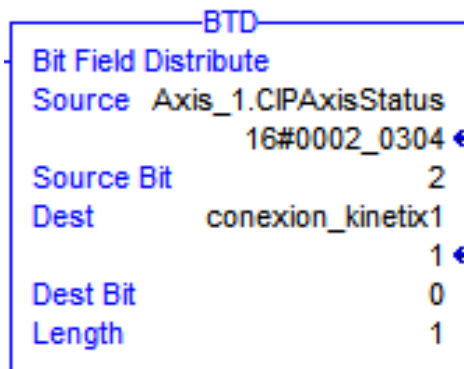 BTD
Bit Field Distribute
Source Axis_1.CIPAxisStatus
16#0002_0304
Source Bit 2
Dest conexion_kinetix1
1
Dest Bit 0
Length 1